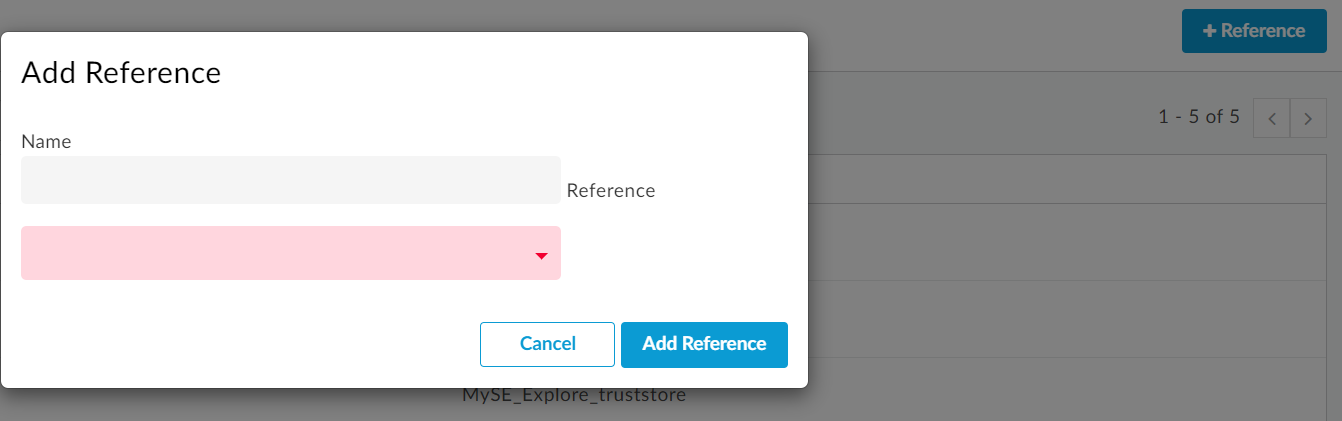 + Reference
Add Reference
1 - 5 of 5
Name
Reference
Cancel
Add Reference
MySE_Explore_truststore